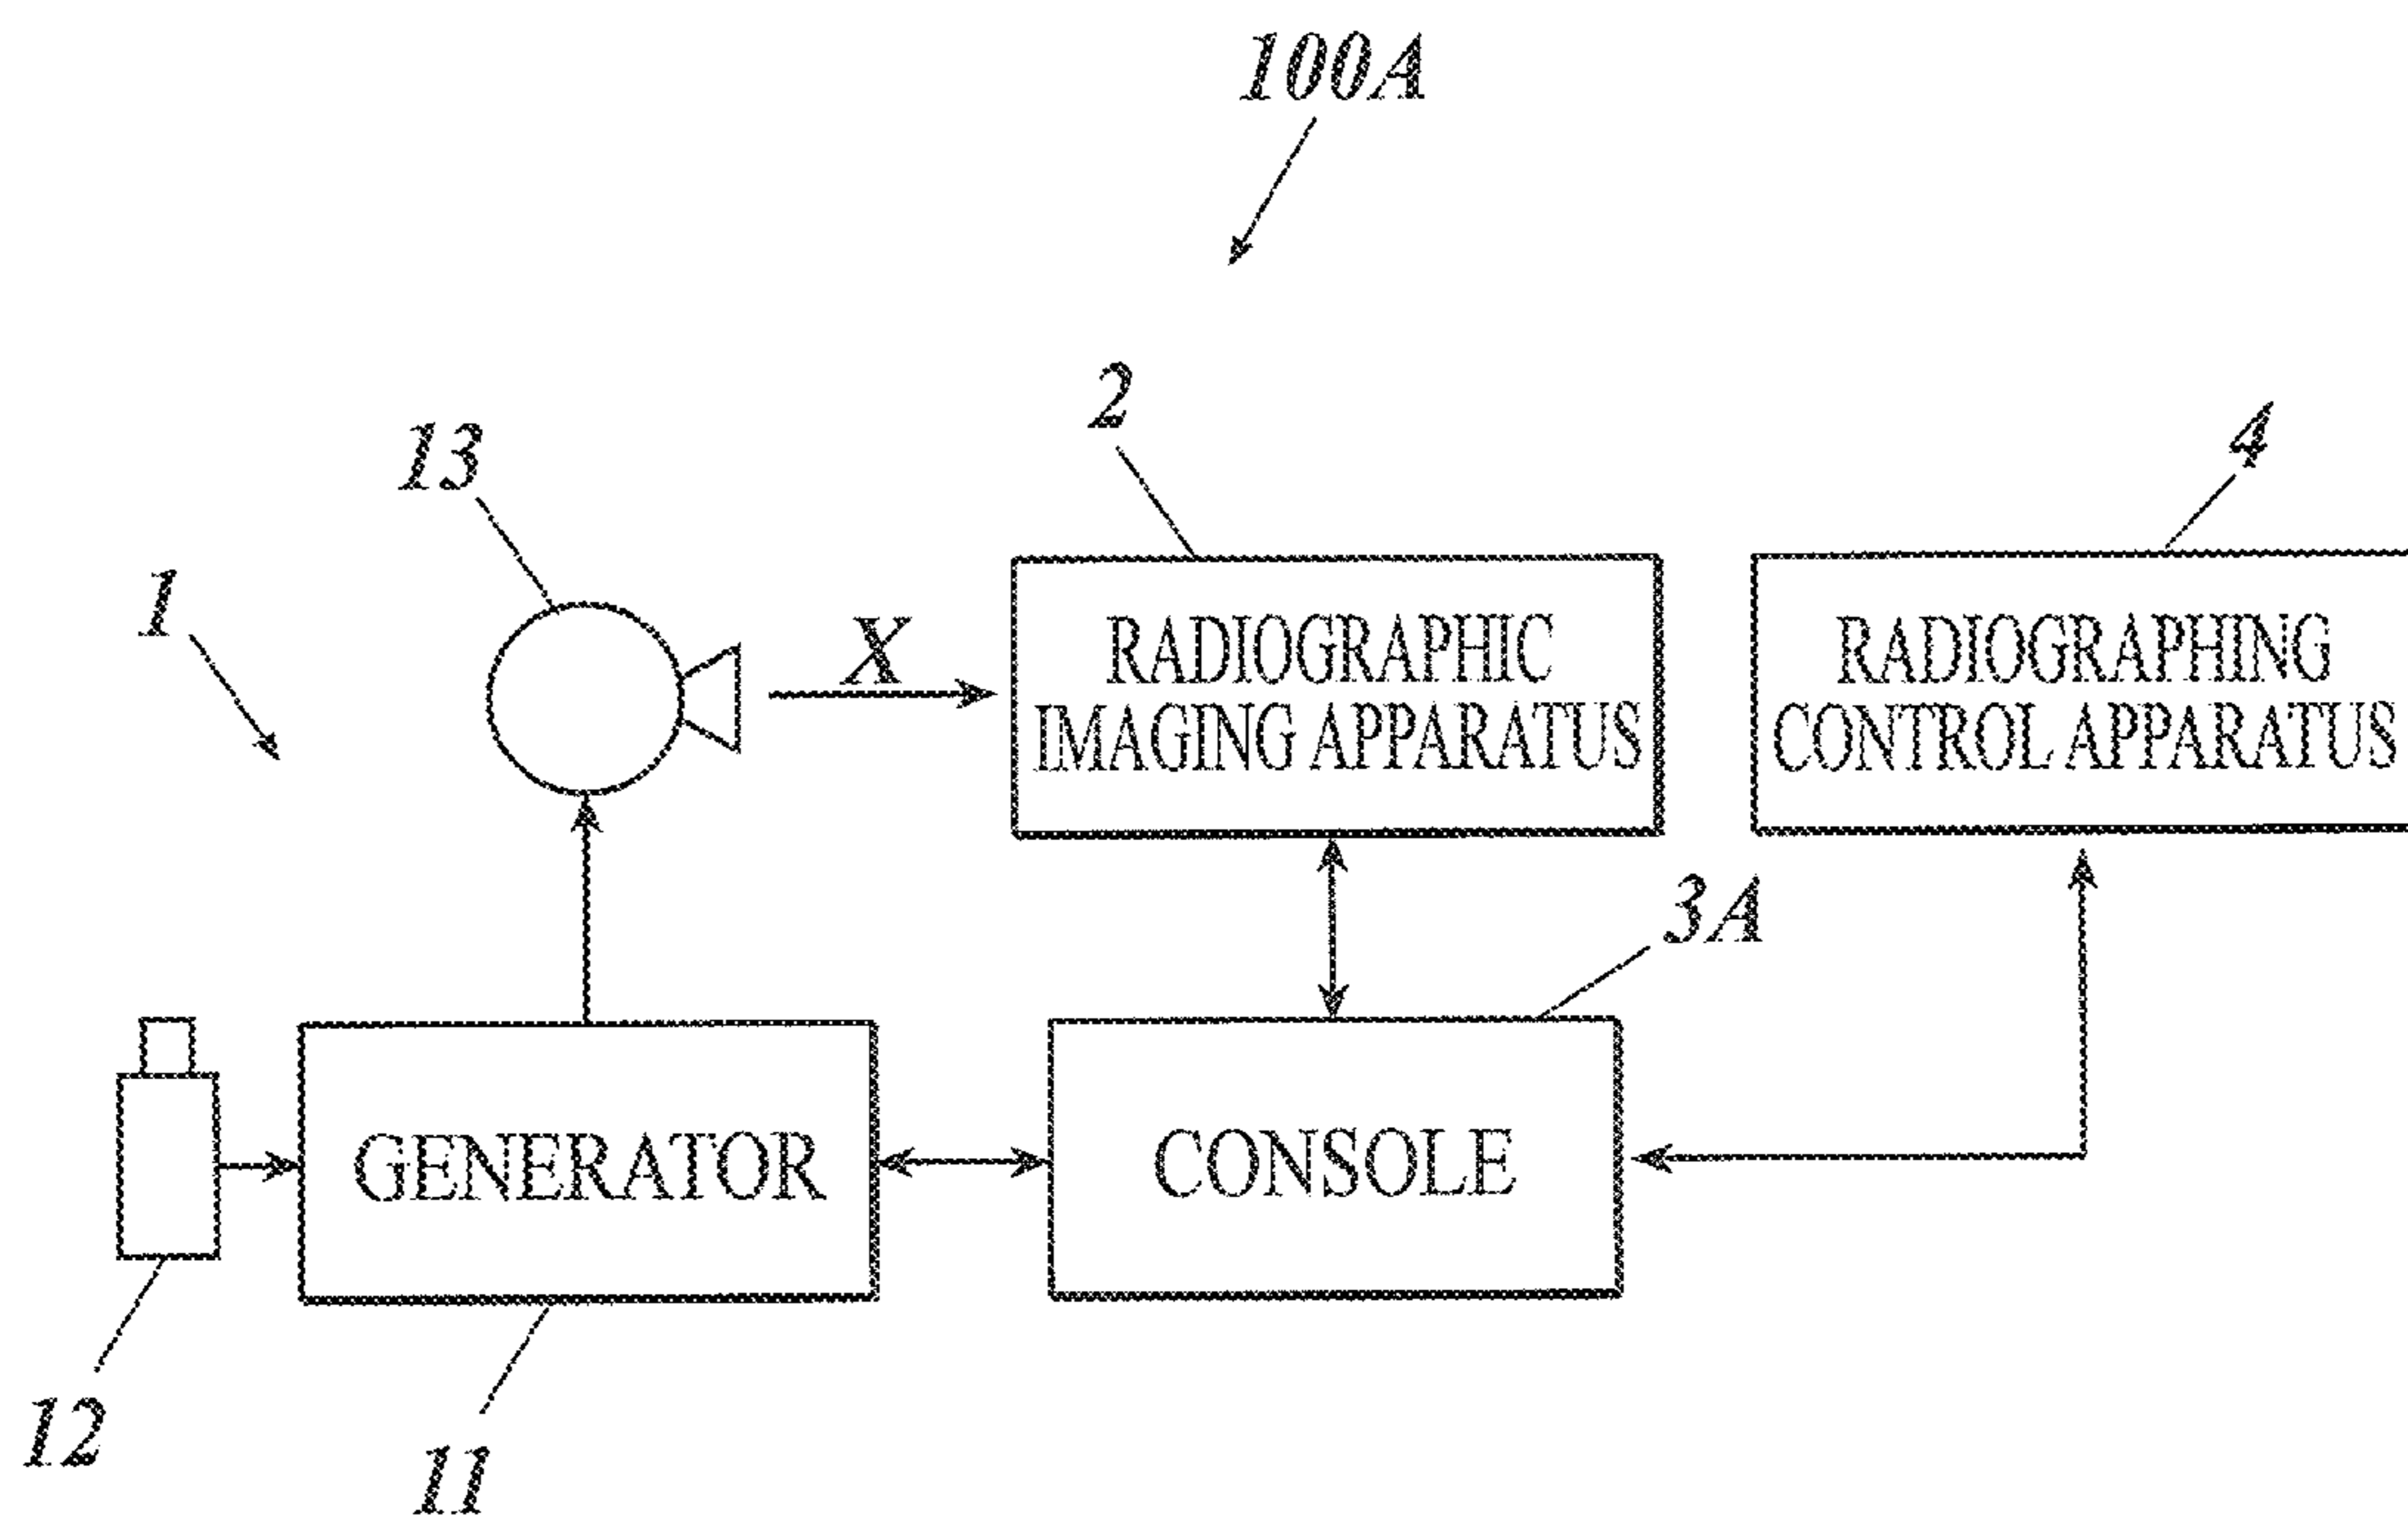 100A
2
4
13
1
X
RADIOGRAPHIC
IMAGING APPARATUS
RADIOGRAPHING
CONTROL APPARATUS
3A
GENERATOR
CONSOLE
12
11